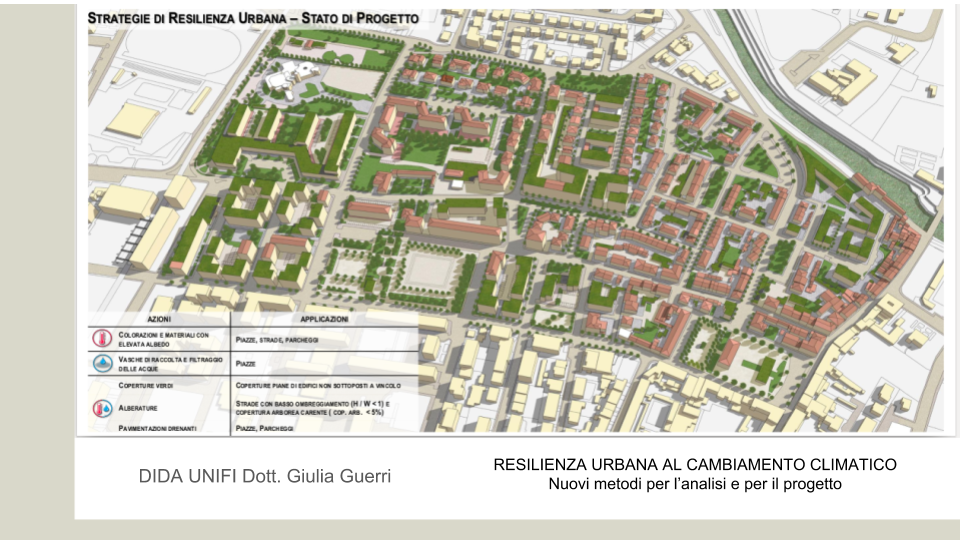 STRATEGIE DI RESILIENZA URBANA – STATO DI PROGETTO
AZIONI
APPLICAZIONI
COLORAZIONI E MATERIALI CON
ELEVATA ALBEDO
PIAZZE, STRADE, PARCHEGGI
VASCHE DI RACCOLTA E FILTRAGGIO
DELLE ACQUE
PIAZZE
COPERTURE VERDI
COPERTURE PIANE DI EDIFICI NON SOTTOPOSTI A VINCOLO
ALBERATURE
STRADE CON BASSO OMBREGGIAMENTO (H / W < 1) E
COPERTURA ARBOREA CARENTE ( COP. ARB. < 5%)
PAVIMENTAZIONI DRENANTI
PIAZZE, PARCHEGGI
DIDA UNIFI Dott. Giulia Guerri
RESILIENZA URBANA AL CAMBIAMENTO CLIMATICO
Nuovi metodi per l'analisi e per il progetto